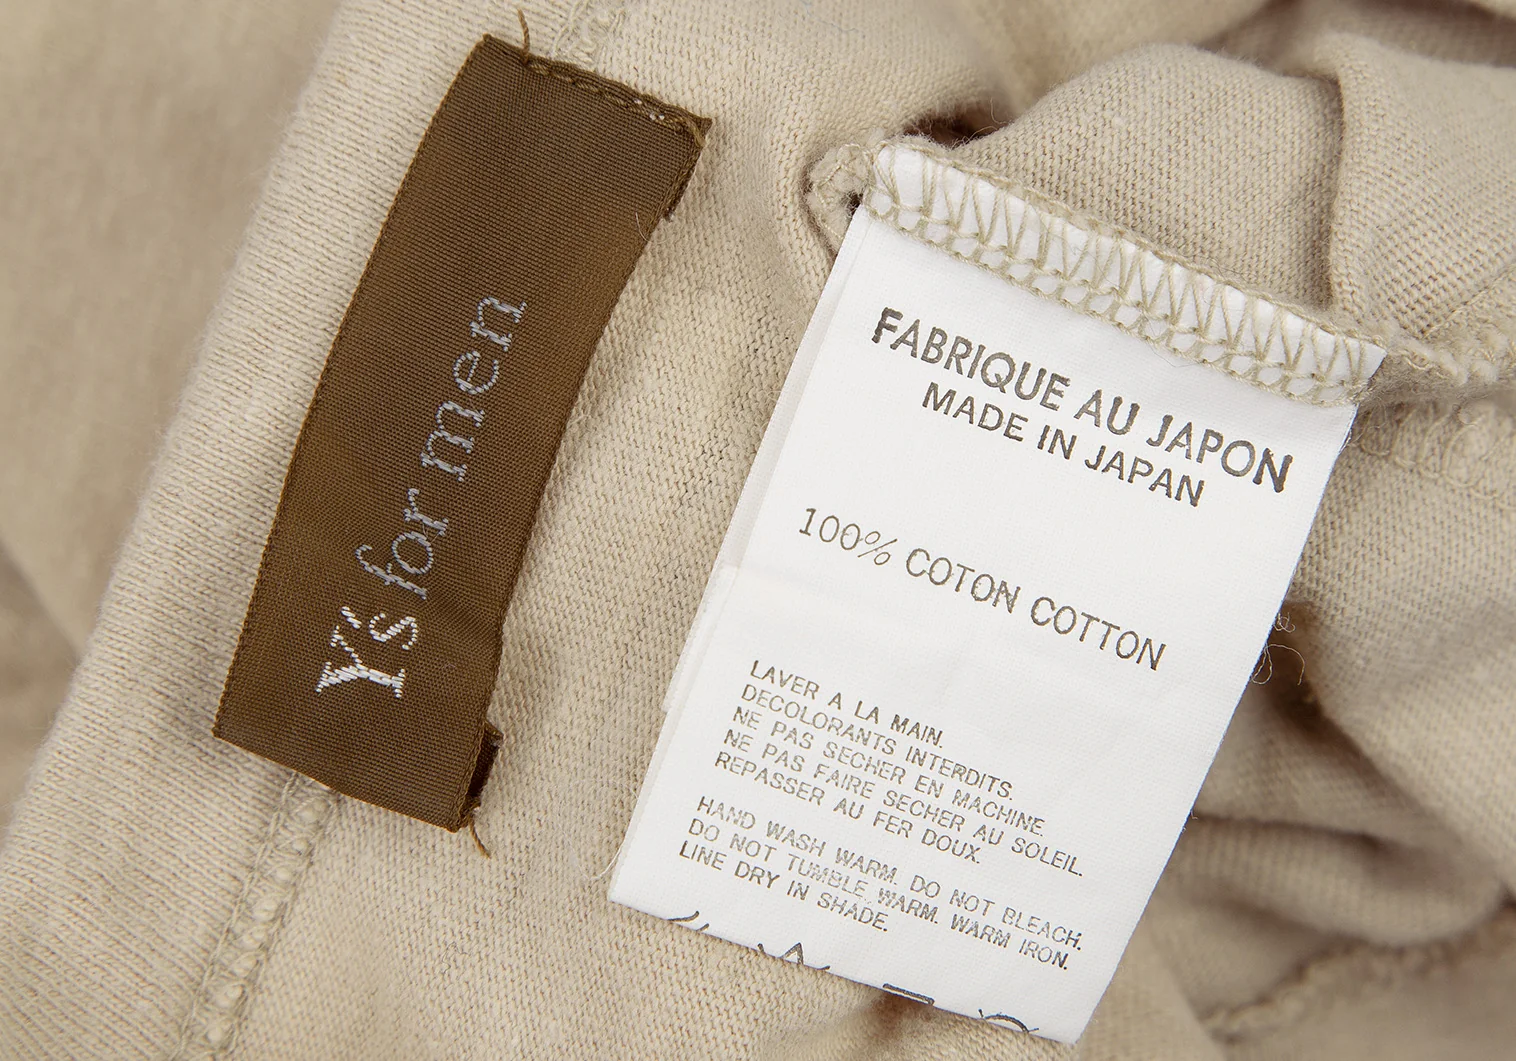 Y's for men
FABRIQUE AU JAPON
MADE IN JAPAN
100% COTON COTTON
LAVER A LA MAIN.
DECOLORANTS INTERDITS.
NE PAS SECHER EN MACHINE.
NE PAS FAIRE SECHER AU SOLEIL.
REPASSER AU FER DOUX.
HAND WASH WARM. DO NOT BLEACH.
DO NOT TUMBLE WARM. WARM IRON.
LINE DRY IN SHADE.